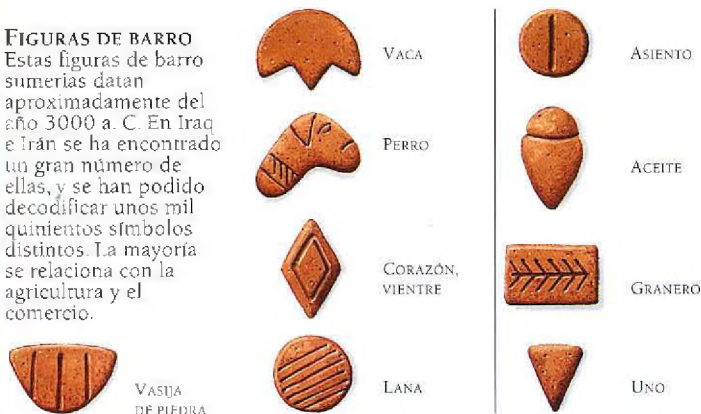 FIGURAS DE BARRO
Estas figuras de barro
sumerias datan
aproximadamente del
año 3000 a. C. En Iraq
e Irán se ha encontrado
un gran número de
ellas, y se han podido
decodificar unos mil
quinientos símbolos
distintos. La mayoría
se relaciona con la
agricultura y el
comercio.
VASIJA
DE PIEDRA
VACA
PERRO
CORAZÓN,
VIENTRE
LANA
ASIENTO
ACEITE
GRANERO
UNO